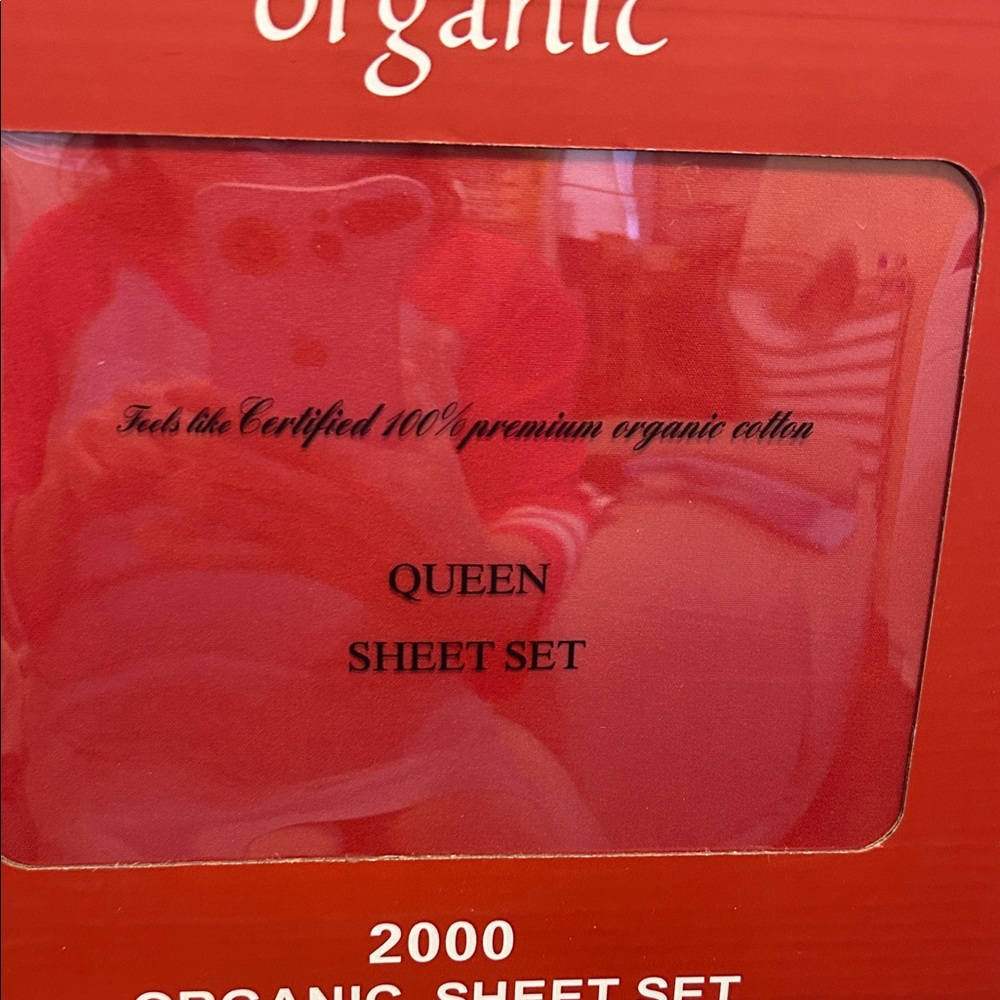 organic
Feels like Certified 100% premium organic cotton
QUEEN
SHEET SET
2000
ORGANIC SHEET SET